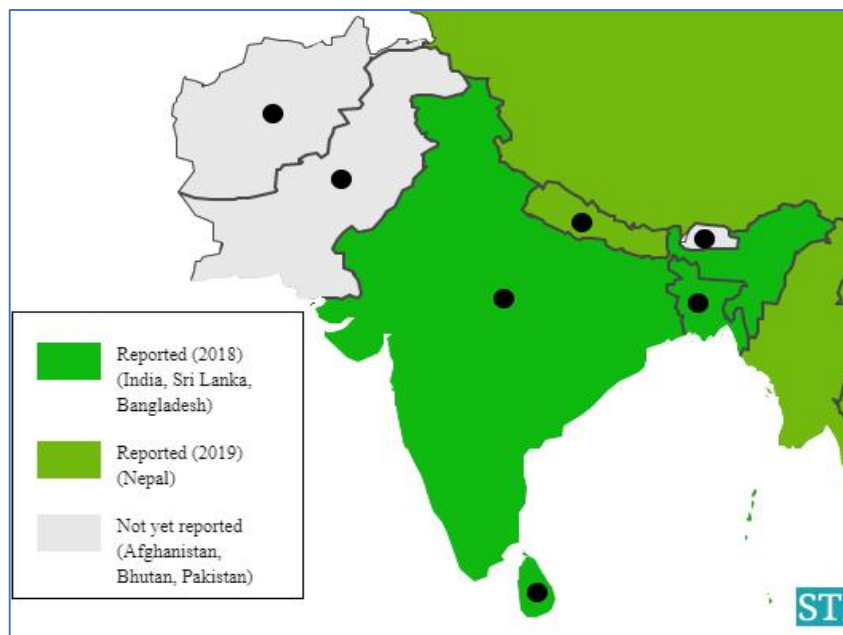 Reported (2018)
(India, Sri Lanka,
Bangladesh)
Reported (2019)
(Nepal)
Not yet reported
(Afghanistan,
Bhutan, Pakistan)
ST